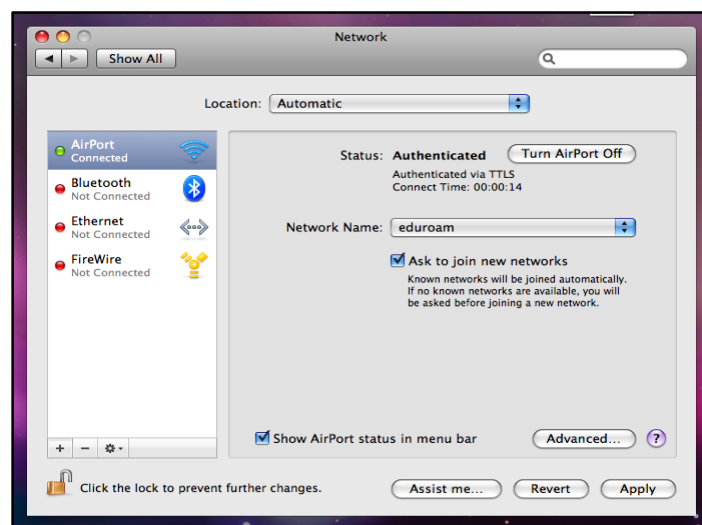 Network
Show All
Location: Automatic
AirPort
Connected
Bluetooth
Not Connected
Ethernet
Not Connected
FireWire
Not Connected
Status: Authenticated Turn AirPort Off
Authenticated via TTLS
Connect Time: 00:00:14
Network Name: eduroam
Ask to join new networks
Known networks will be joined automatically.
If no known networks are available, you will
be asked before joining a new network.
Show AirPort status in menu bar Advanced... ?
+ −
Click the lock to prevent further changes. Assist me... Revert Apply